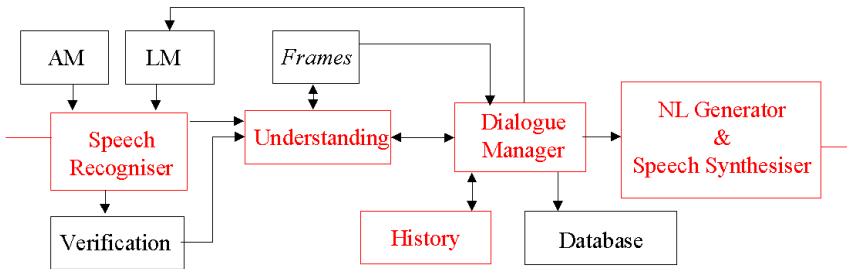 AM
LM
Frames
Speech
Recogniser
Understanding
Dialogue
Manager
NL Generator
&
Speech Synthesiser
Verification
History
Database